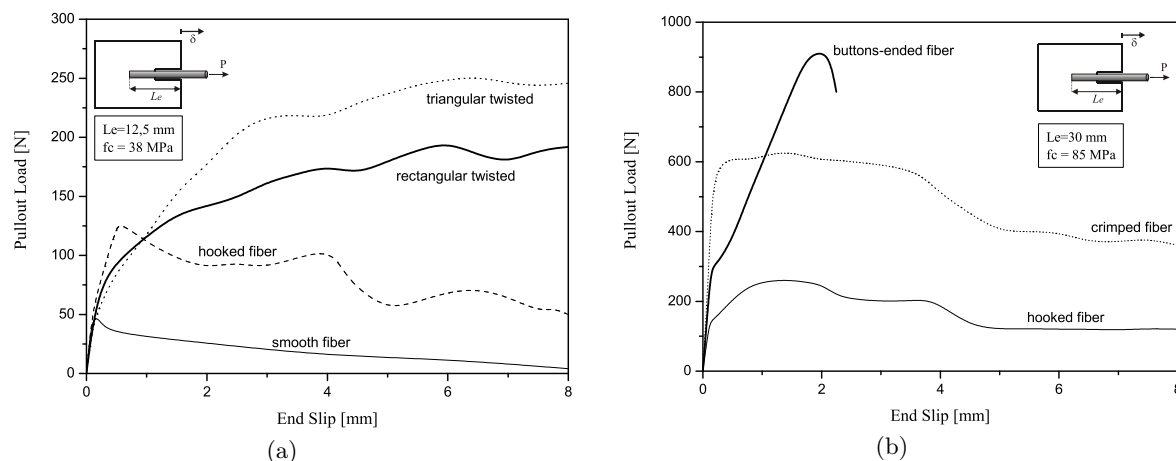 300
250
200
150
100
50
0
Pullout Load [N]
δ
P
Le
Le=12,5 mm
fc = 38 MPa
triangular twisted
rectangular twisted
hooked fiber
smooth fiber
0 2 4 6 8
End Slip [mm]
(a)
1000
800
600
400
200
0
Pullout Load [N]
buttons-ended fiber
δ
P
Le
Le=30 mm
fc = 85 MPa
crimped fiber
hooked fiber
0 2 4 6 8
End Slip [mm]
(b)